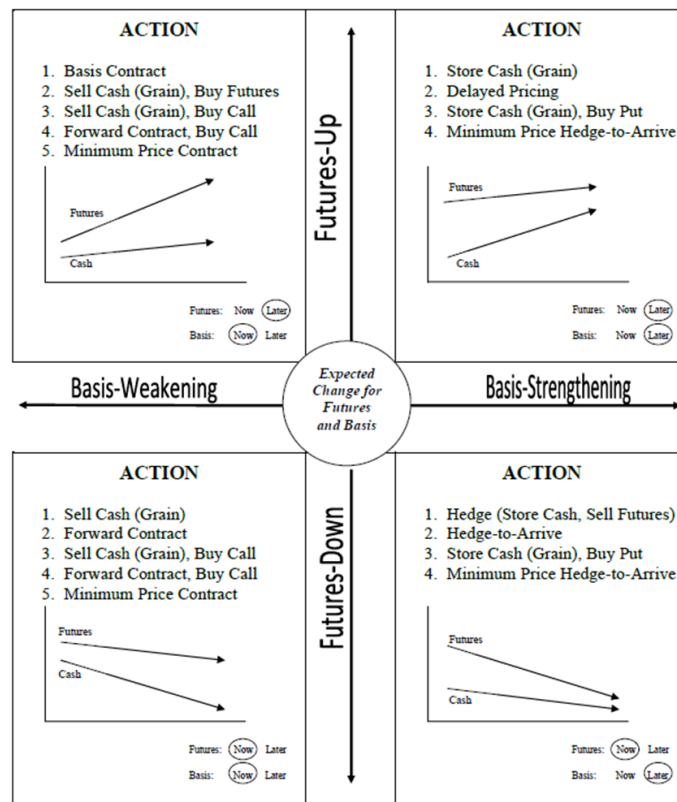 ACTION
1. Basis Contract
2. Sell Cash (Grain), Buy Futures
3. Sell Cash (Grain), Buy Call
4. Forward Contract, Buy Call
5. Minimum Price Contract
Futures
Cash
Futures: Now Later
Basis: Now Later
Futures-Up
ACTION
1. Store Cash (Grain)
2. Delayed Pricing
3. Store Cash (Grain), Buy Put
4. Minimum Price Hedge-to-Arrive
Futures
Cash
Futures: Now Later
Basis: Now Later
Basis-Weakening
Expected
Change for
Futures
and Basis
Basis-Strengthening
ACTION
1. Sell Cash (Grain)
2. Forward Contract
3. Sell Cash (Grain), Buy Call
4. Forward Contract, Buy Call
5. Minimum Price Contract
Futures
Cash
Futures: Now Later
Basis: Now Later
Futures-Down
ACTION
1. Hedge (Store Cash, Sell Futures)
2. Hedge-to-Arrive
3. Store Cash (Grain), Buy Put
4. Minimum Price Hedge-to-Arrive
Futures
Cash
Futures: Now Later
Basis: Now Later